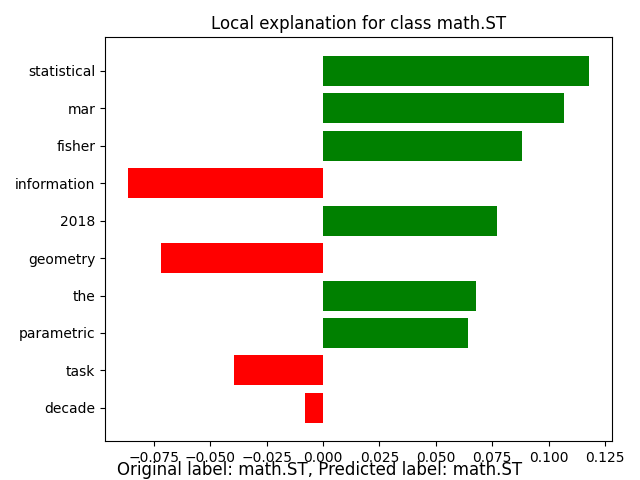 Local explanation for class math.ST
statistical
mar
fisher
information
2018
geometry
the
parametric
task
decade
−0.075 −0.050 −0.025 0.000 0.025 0.050 0.075 0.100 0.125
Original label: math.ST, Predicted label: math.ST